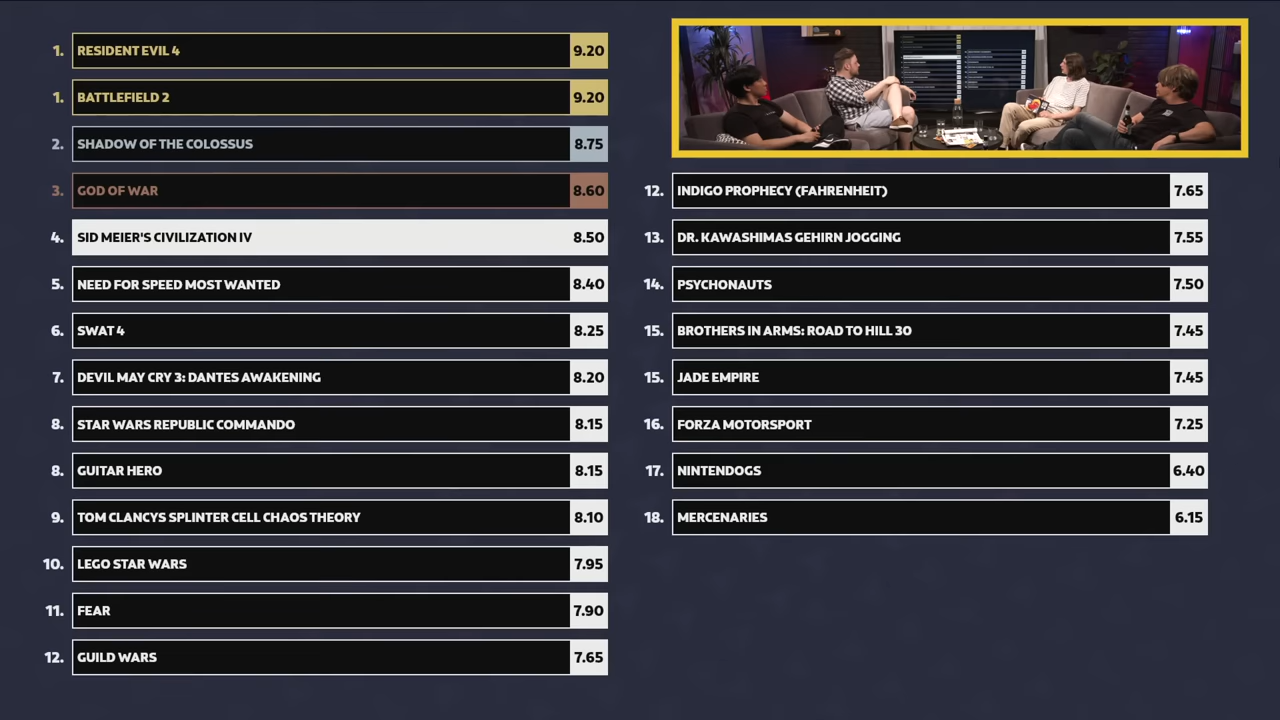 1. RESIDENT EVIL 4 9.20
1. BATTLEFIELD 2 9.20
2. SHADOW OF THE COLOSSUS 8.75
3. GOD OF WAR 8.60
4. SID MEIER'S CIVILIZATION IV 8.50
5. NEED FOR SPEED MOST WANTED 8.40
6. SWAT 4 8.25
7. DEVIL MAY CRY 3: DANTES AWAKENING 8.20
8. STAR WARS REPUBLIC COMMANDO 8.15
8. GUITAR HERO 8.15
9. TOM CLANCYS SPLINTER CELL CHAOS THEORY 8.10
10. LEGO STAR WARS 7.95
11. FEAR 7.90
12. GUILD WARS 7.65
12. INDIGO PROPHECY (FAHRENHEIT) 7.65
13. DR. KAWASHIMAS GEHIRN JOGGING 7.55
14. PSYCHONAUTS 7.50
15. BROTHERS IN ARMS: ROAD TO HILL 30 7.45
15. JADE EMPIRE 7.45
16. FORZA MOTORSPORT 7.25
17. NINTENDOGS 6.40
18. MERCENARIES 6.15